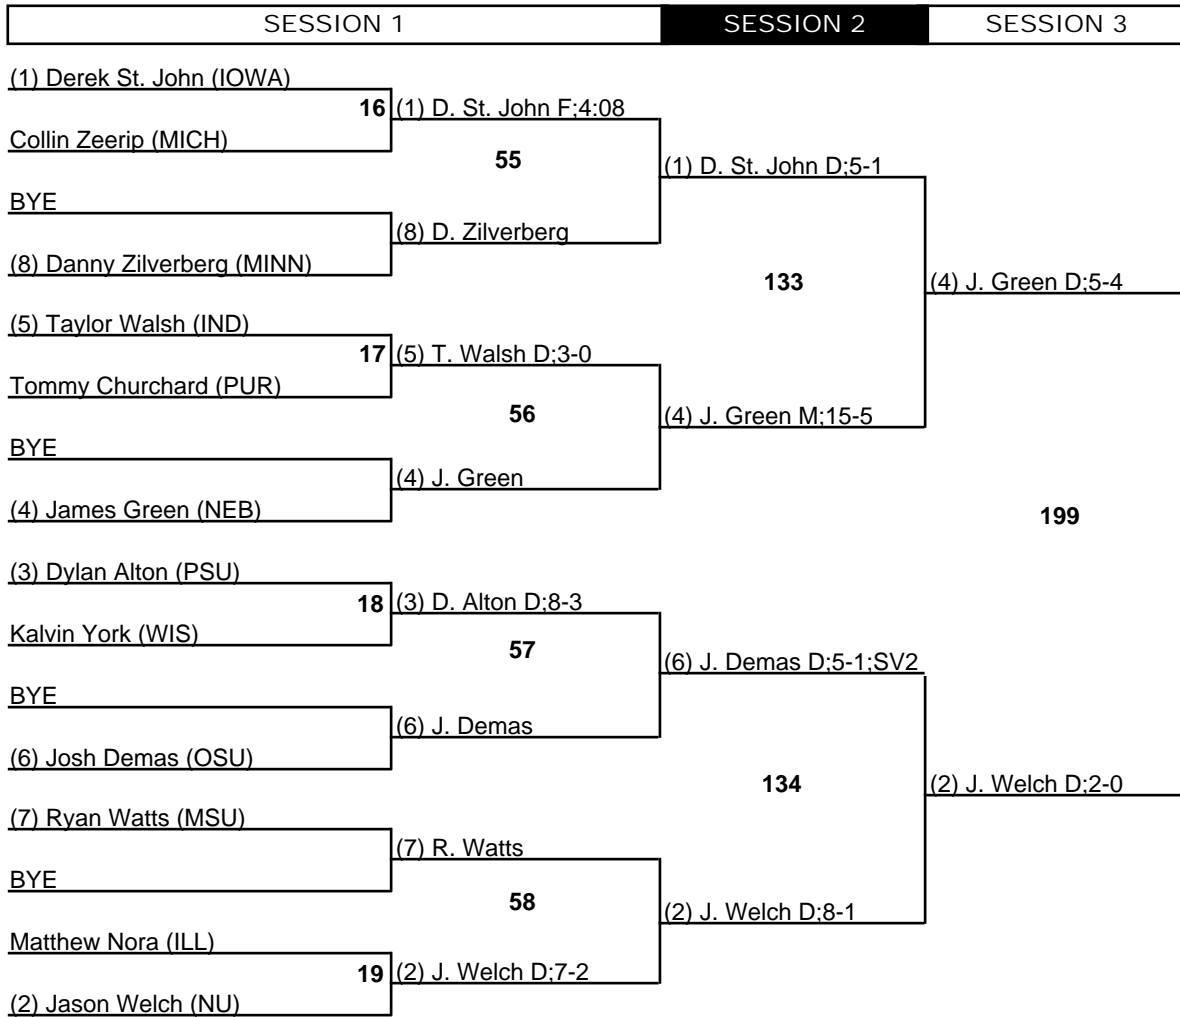 SESSION 1
SESSION 2
SESSION 3
(1) Derek St. John (IOWA)
16 (1) D. St. John F;4:08
Collin Zeerip (MICH)
55
(1) D. St. John D;5-1
BYE
(8) D. Zilverberg
(8) Danny Zilverberg (MINN)
133
(4) J. Green D;5-4
(5) Taylor Walsh (IND)
17 (5) T. Walsh D;3-0
Tommy Churchard (PUR)
56
(4) J. Green M;15-5
BYE
(4) J. Green
(4) James Green (NEB)
199
(3) Dylan Alton (PSU)
18 (3) D. Alton D;8-3
Kalvin York (WIS)
57
(6) J. Demas D;5-1;SV2
BYE
(6) J. Demas
(6) Josh Demas (OSU)
134
(2) J. Welch D;2-0
(7) Ryan Watts (MSU)
(7) R. Watts
BYE
58
(2) J. Welch D;8-1
Matthew Nora (ILL)
19 (2) J. Welch D;7-2
(2) Jason Welch (NU)